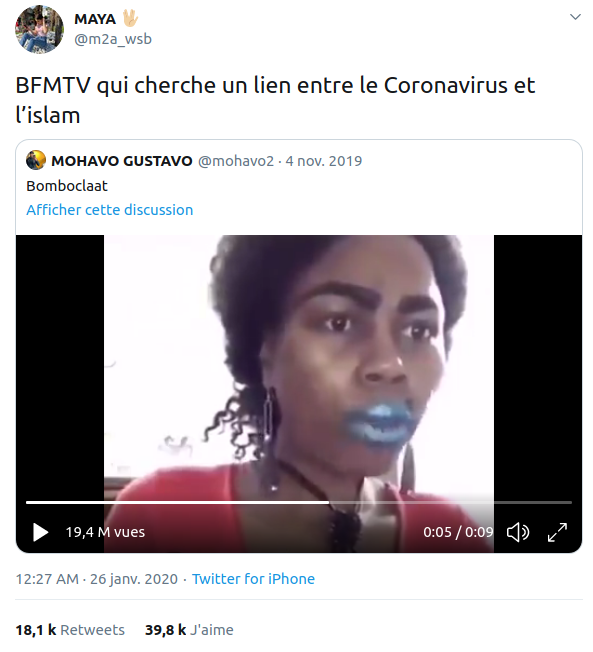 MAYA 🖖🏼
@m2a_wsb
BFMTV qui cherche un lien entre le Coronavirus et
l’islam
MOHAVO GUSTAVO @mohavo2 · 4 nov. 2019
Bomboclaat
Afficher cette discussion
19,4 M vues
0:05 / 0:09
12:27 AM · 26 janv. 2020 · Twitter for iPhone
18,1 k Retweets 39,8 k J'aime